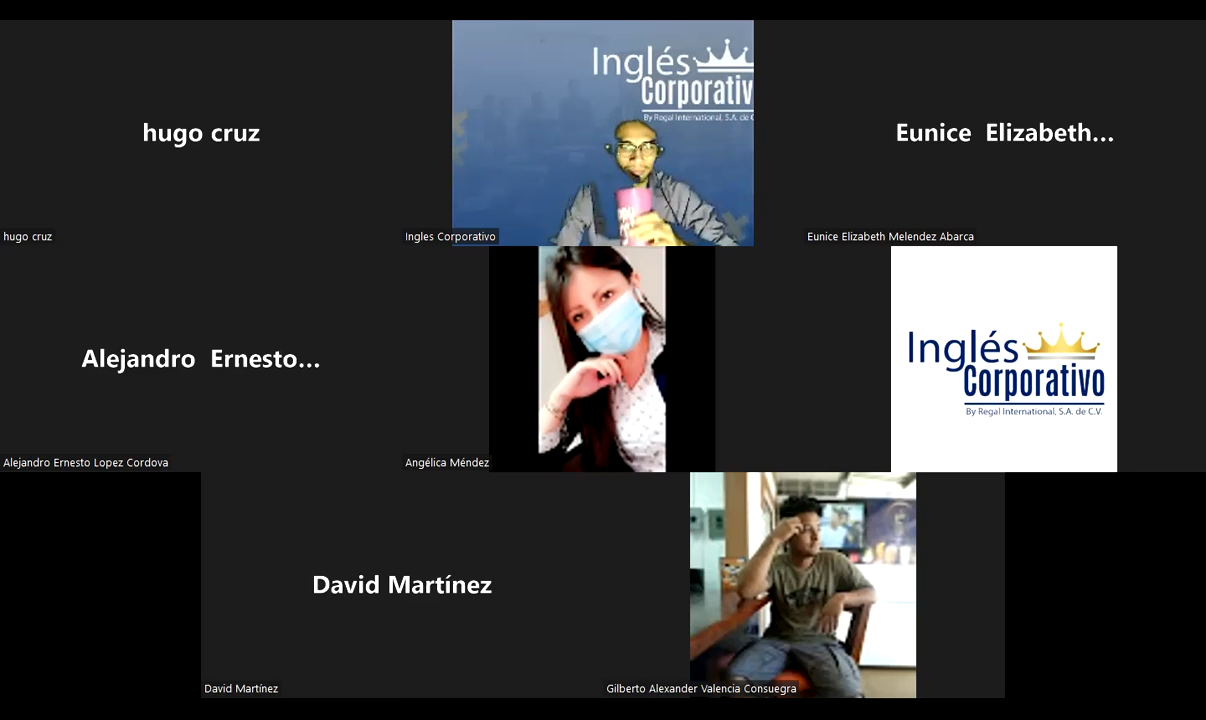 hugo cruz
hugo cruz
Inglés
Corporativ
By Regal International, S.A. de C
Ingles Corporativo
Eunice Elizabeth...
Eunice Elizabeth Melendez Abarca
Alejandro Ernesto...
Alejandro Ernesto Lopez Cordova
Angélica Méndez
Inglés
Corporativo
By Regal International, S.A. de C.V.
David Martínez
David Martínez
Gilberto Alexander Valencia Consuegra